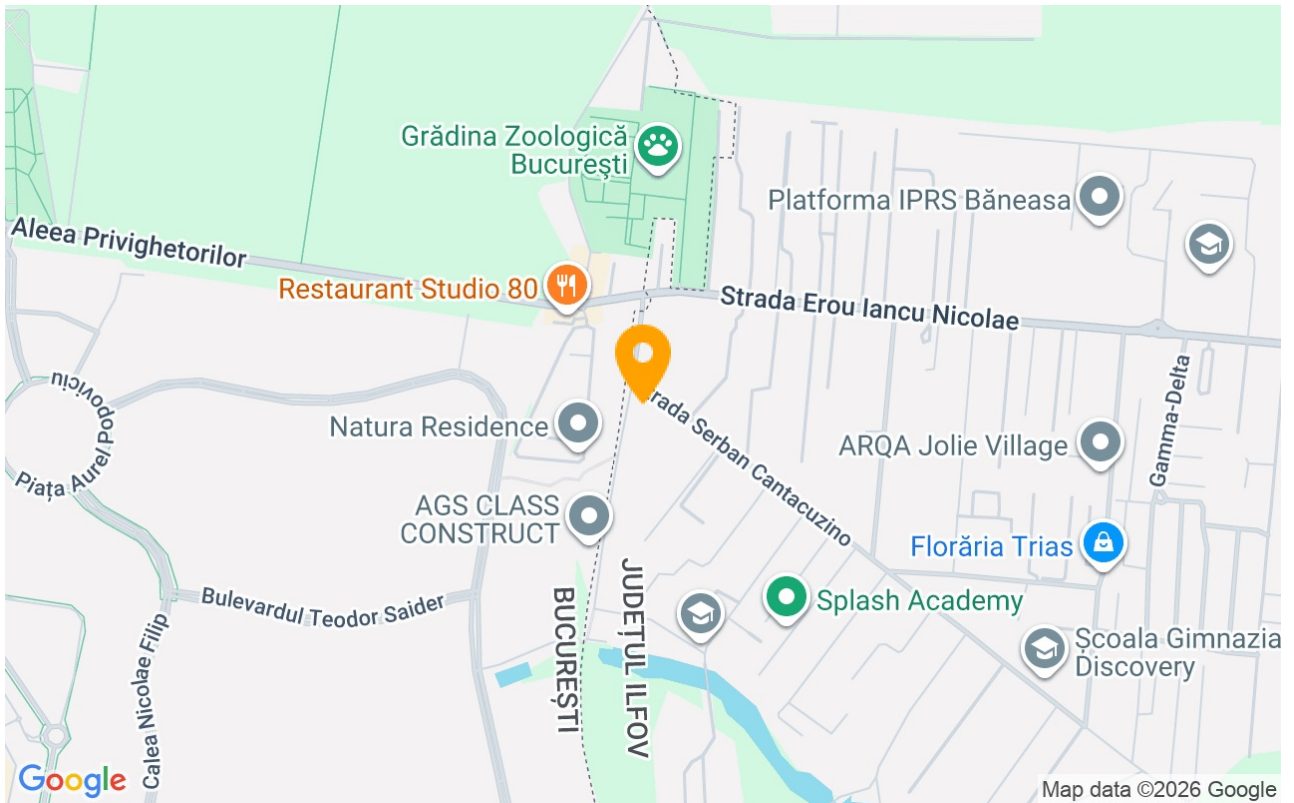 Grădina Zoologică
București
Platforma IPRS Băneasa
Aleea Privighetorilor
Restaurant Studio 80
Strada Erou Iancu Nicolae
Piața Aurel Popoviciu
Natura Residence
trada Serban Cantacuzino
ARQA Jolie Village
Gamma-Delta
AGS CLASS
CONSTRUCT
Florăria Trias
Bulevardul Teodor Saider
BUCUREȘTI
JUDEȚUL ILFOV
Splash Academy
Calea Nicolae Filip
Școala Gimnazia
Discovery
Google
Map data ©2026 Google